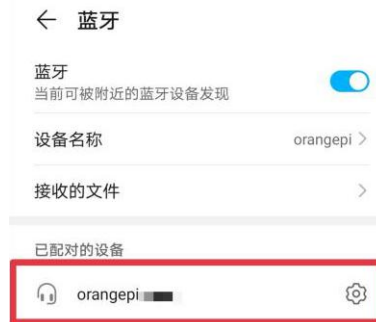 蓝牙
蓝牙
当前可被附近的蓝牙设备发现
设备名称 orangepi
接收的文件
已配对的设备
orangepi